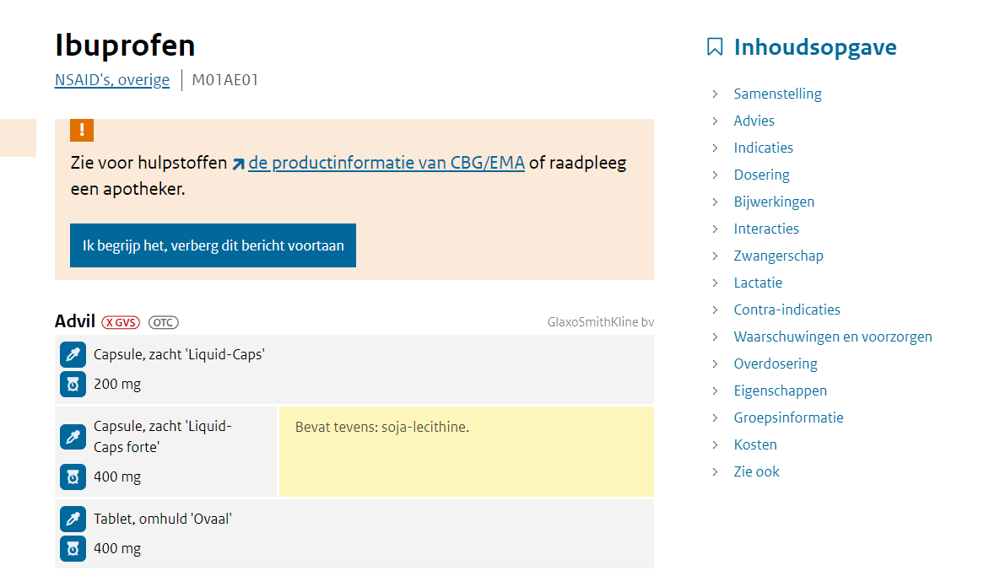 Ibuprofen
NSAID's, overige M01AE01
!
Zie voor hulpstoffen de productinformatie van CBG/EMA of raadpleeg
een apotheker.
Ik begrijp het, verberg dit bericht voortaan
Advil X GVS OTC GlaxoSmithKline bv
Capsule, zacht 'Liquid-Caps'
200 mg
Capsule, zacht 'Liquid-
Caps forte'
400 mg
Bevat tevens: soja-lecithine.
Tablet, omhuld 'Ovaal'
400 mg
Inhoudsopgave
Samenstelling
Advies
Indicaties
Dosering
Bijwerkingen
Interacties
Zwangerschap
Lactatie
Contra-indicaties
Waarschuwingen en voorzorgen
Overdosering
Eigenschappen
Groepsinformatie
Kosten
Zie ook